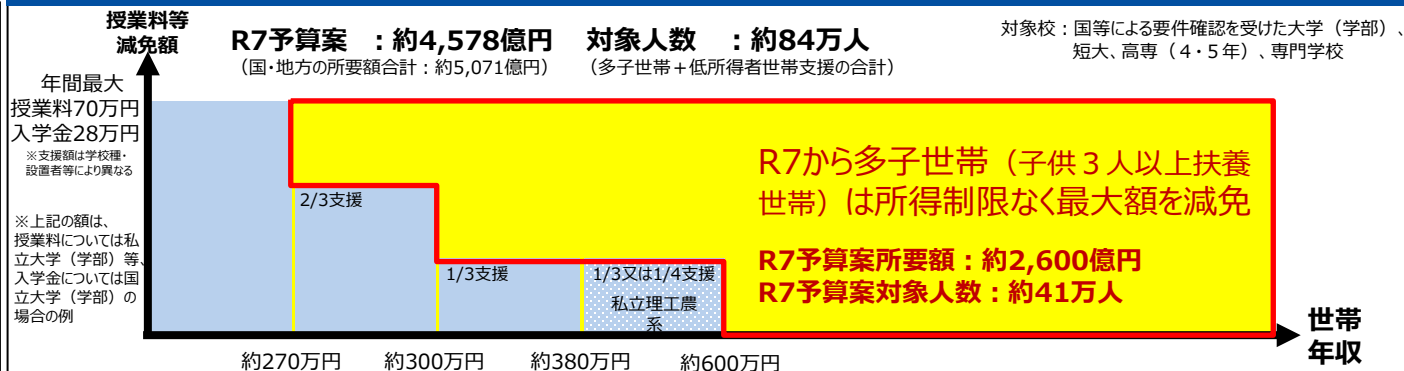 授業料等
減免額
R7予算案 ：約4,578億円 対象人数 ：約84万人
（国・地方の所要額合計：約5,071億円） （多子世帯＋低所得者世帯支援の合計）
対象校：国等による要件確認を受けた大学（学部）、
短大、高専（４・５年）、専門学校
年間最大
授業料70万円
入学金28万円
※支援額は学校種・
設置者等により異なる
※上記の額は、
授業料については私
立大学（学部）等、
入学金については国
立大学（学部）の
場合の例
2/3支援
1/3支援
1/3又は1/4支援
私立理工農
系
R7から多子世帯（子供３人以上扶養
世帯）は所得制限なく最大額を減免
R7予算案所要額：約2,600億円
R7予算案対象人数：約41万人
約270万円 約300万円 約380万円 約600万円
世帯
年収